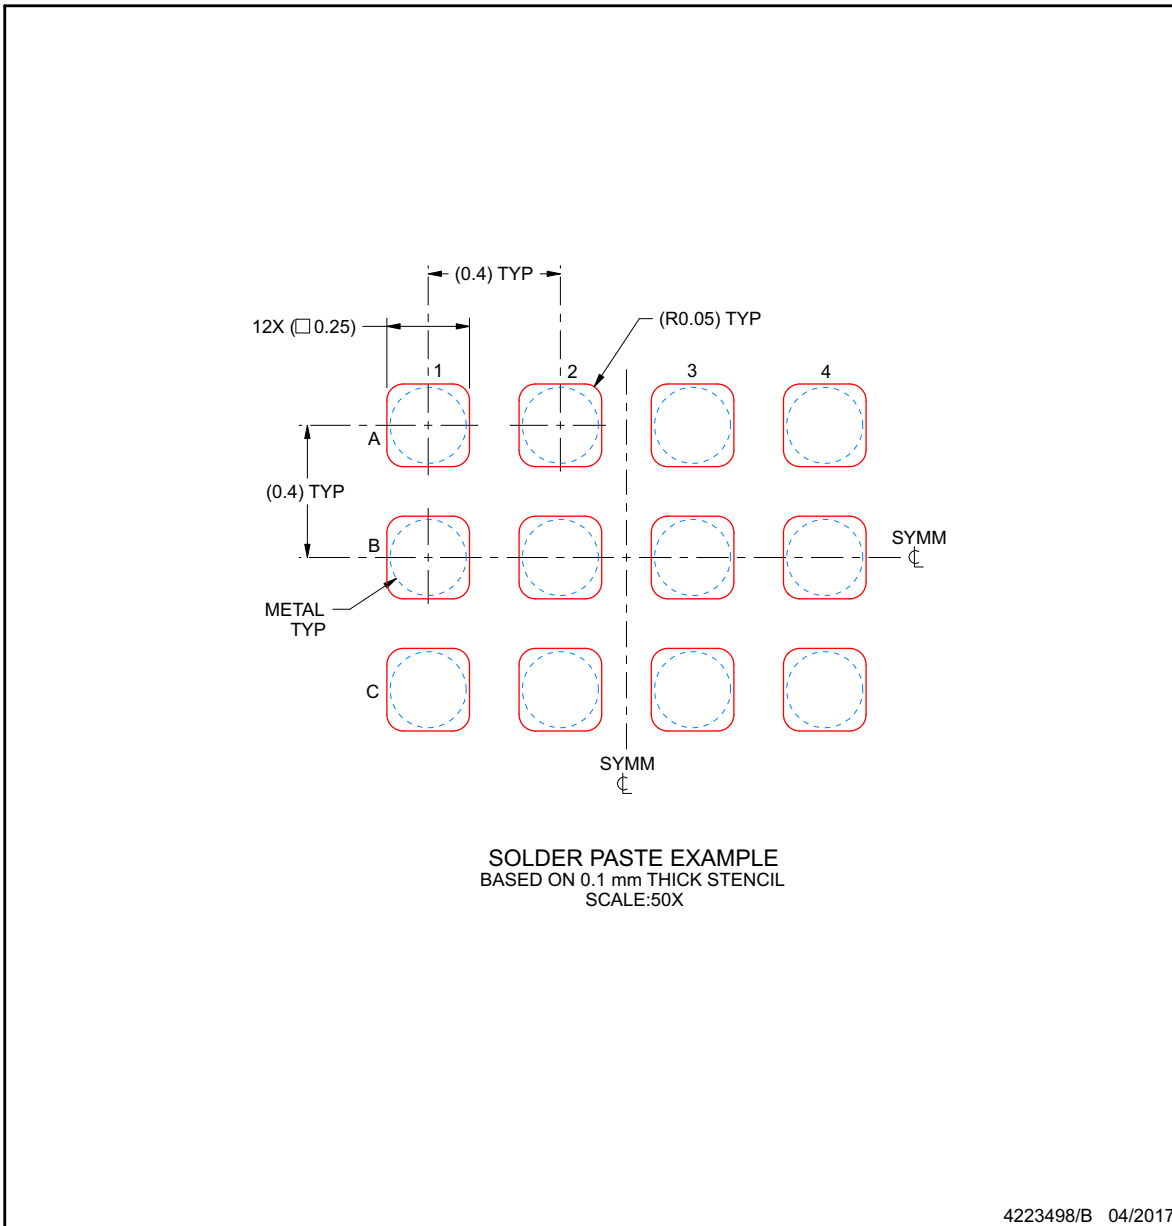 (0.4) TYP
12X (□ 0.25)
(R0.05) TYP
1
2
3
4
A
(0.4) TYP
B
SYMM
℄
METAL
TYP
C
SYMM
℄
SOLDER PASTE EXAMPLE
BASED ON 0.1 mm THICK STENCIL
SCALE:50X
4223498/B 04/2017